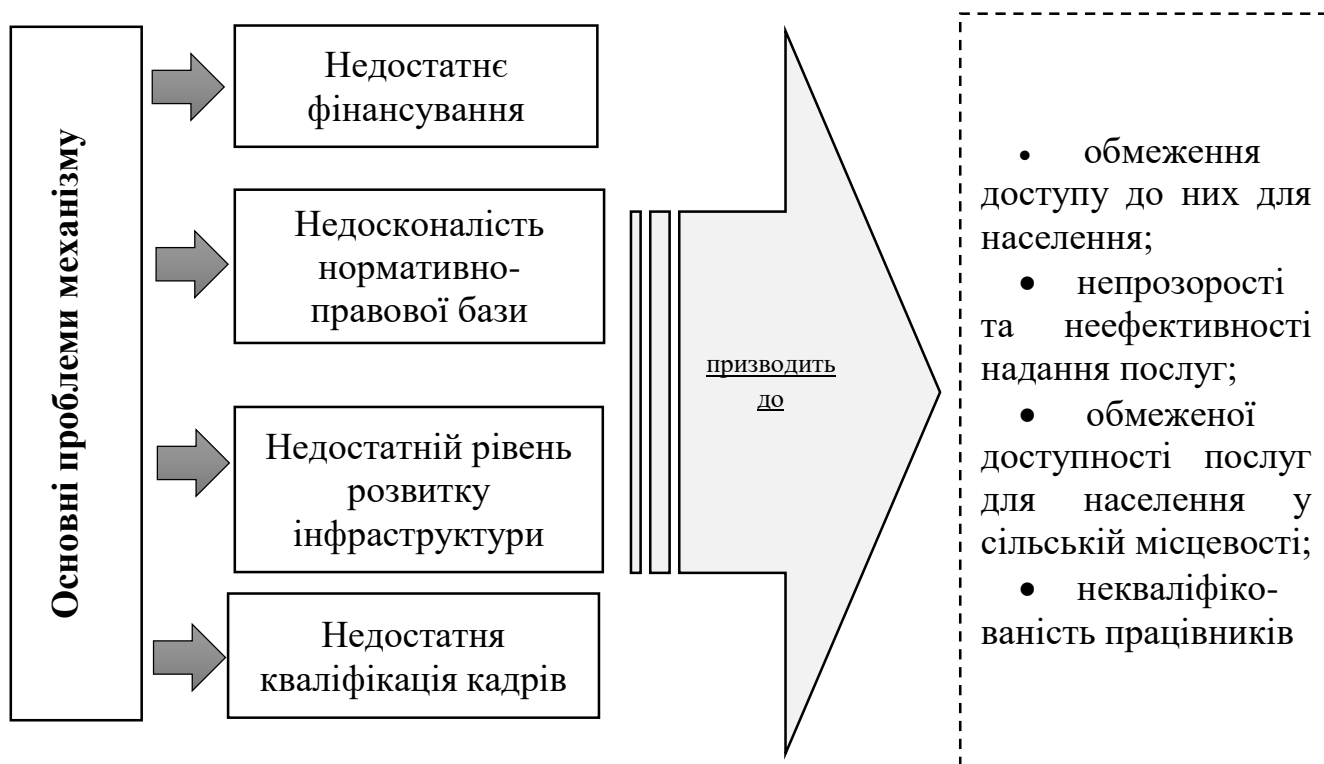 Основні проблеми механізму
Недостатнє
фінансування
Недосконалість
нормативно-
правової бази
Недостатній рівень
розвитку
інфраструктури
Недостатня
кваліфікація кадрів
призводить
до
• обмеження
доступу до них для
населення;
• непрозорості
та неефективності
надання послуг;
• обмеженої
доступності послуг
для населення у
сільській місцевості;
• некваліфіко-
ваність працівників